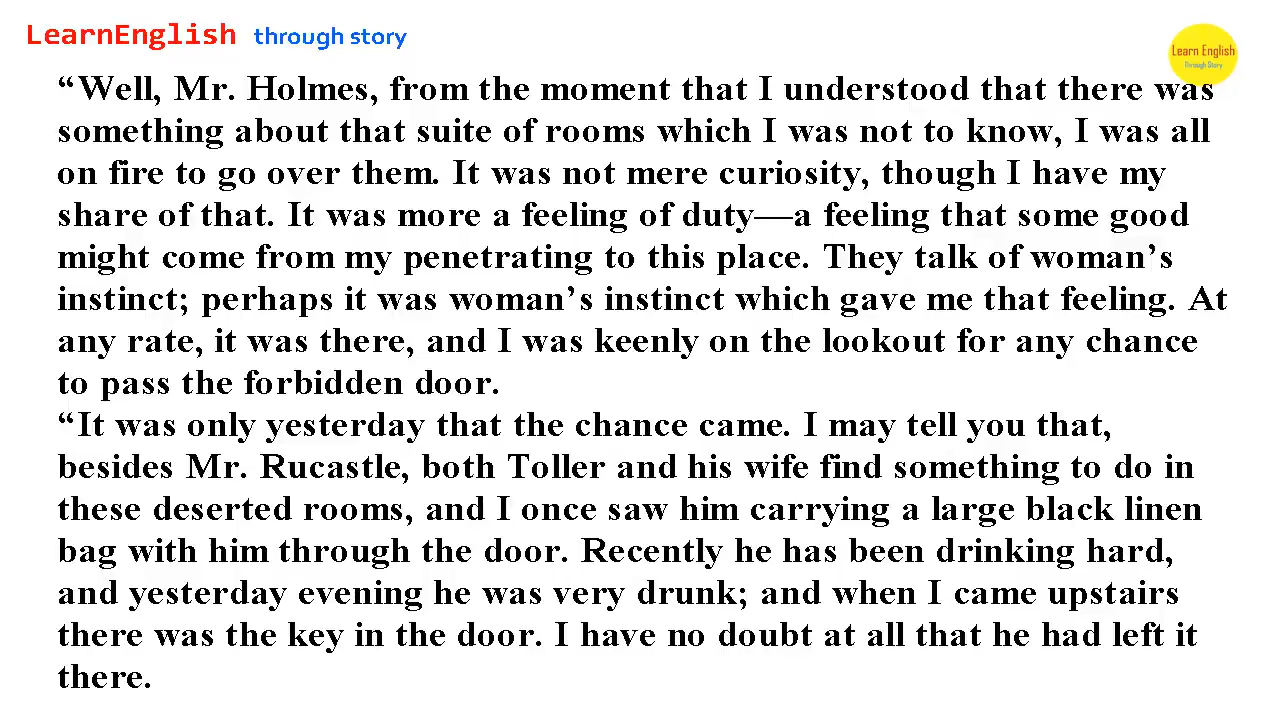 LearnEnglish through story
Learn English
Through Story
“Well, Mr. Holmes, from the moment that I understood that there was
something about that suite of rooms which I was not to know, I was all
on fire to go over them. It was not mere curiosity, though I have my
share of that. It was more a feeling of duty—a feeling that some good
might come from my penetrating to this place. They talk of woman’s
instinct; perhaps it was woman’s instinct which gave me that feeling. At
any rate, it was there, and I was keenly on the lookout for any chance
to pass the forbidden door.
“It was only yesterday that the chance came. I may tell you that,
besides Mr. Rucastle, both Toller and his wife find something to do in
these deserted rooms, and I once saw him carrying a large black linen
bag with him through the door. Recently he has been drinking hard,
and yesterday evening he was very drunk; and when I came upstairs
there was the key in the door. I have no doubt at all that he had left it
there.